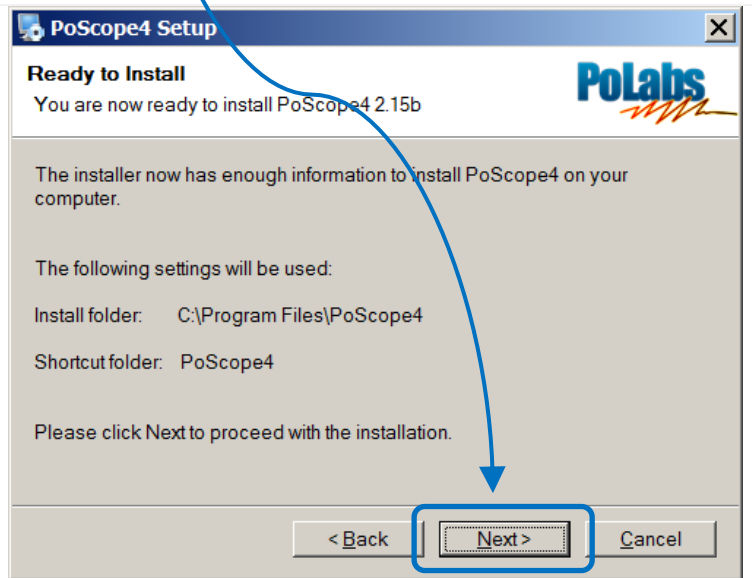 PoScope4 Setup
Ready to Install
You are now ready to install PoScope4 2.15b
PoLabs
The installer now has enough information to install PoScope4 on your
computer.
The following settings will be used:
Install folder: C:\Program Files\PoScope4
Shortcut folder: PoScope4
Please click Next to proceed with the installation.
< Back Next > Cancel